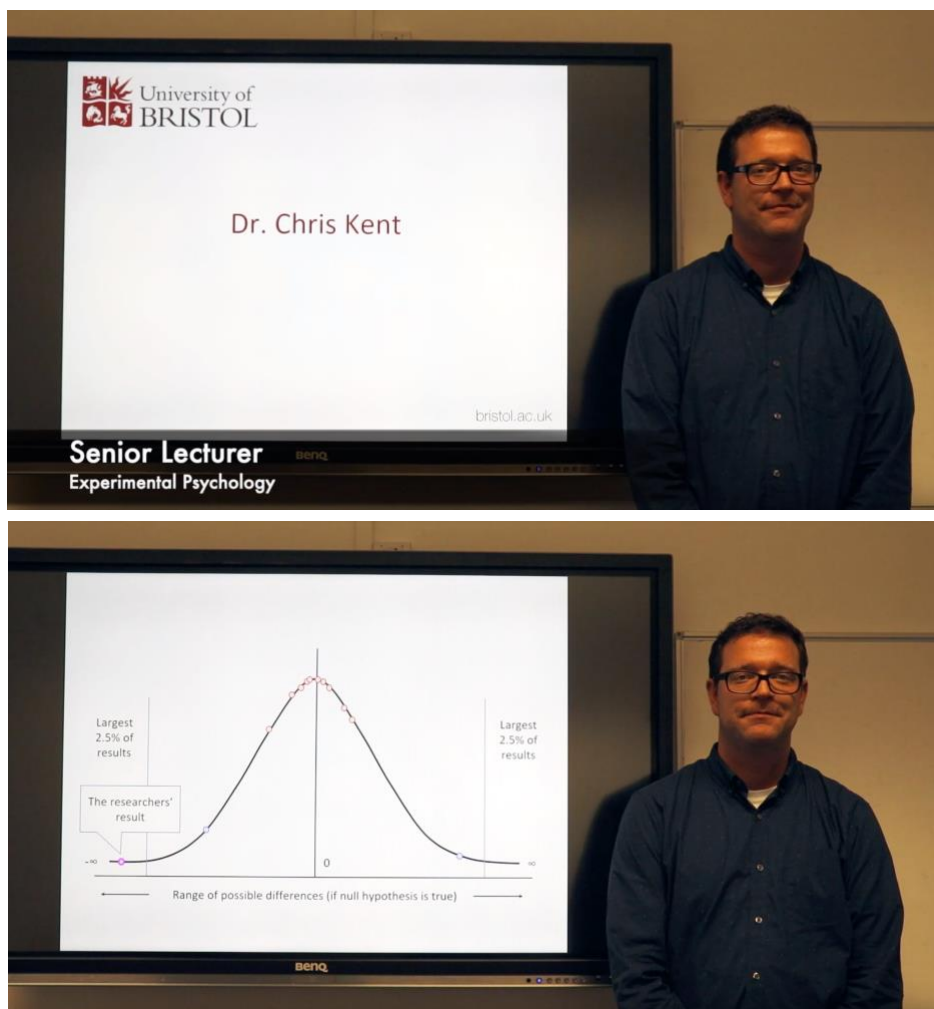 University of
BRISTOL
Dr. Chris Kent
bristol.ac.uk
Senior Lecturer
BenQ
Experimental Psychology
Largest
2.5% of
results
Largest
2.5% of
results
The researchers'
result
-∞
0
∞
Range of possible differences (if null hypothesis is true)
BenQ